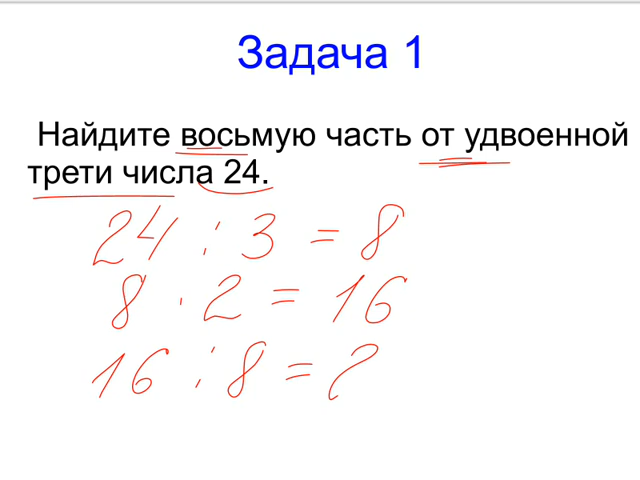 Задача 1
Найдите восьмую часть от удвоенной
трети числа 24.
24 : 3 = 8
8 · 2 = 16
16 : 8 = 2